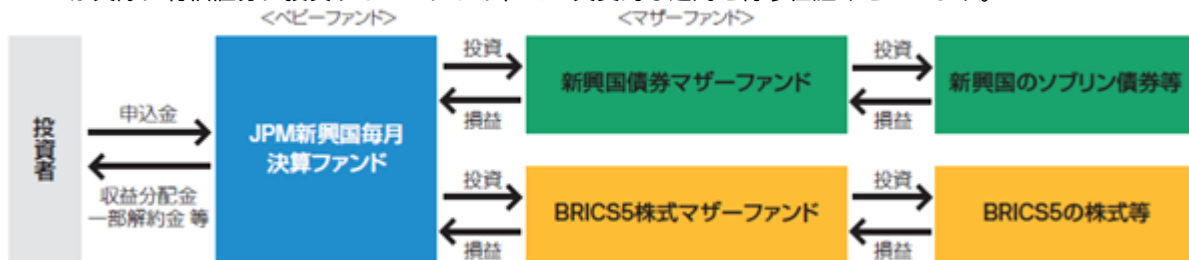 <ベビーファンド>
<マザーファンド>
投資者
申込金
収益分配金
一部解約金 等
JPM新興国毎月
決算ファンド
投資
損益
新興国債券マザーファンド
投資
損益
新興国のソブリン債券等
投資
損益
BRICS5株式マザーファンド
投資
損益
BRICS5の株式等